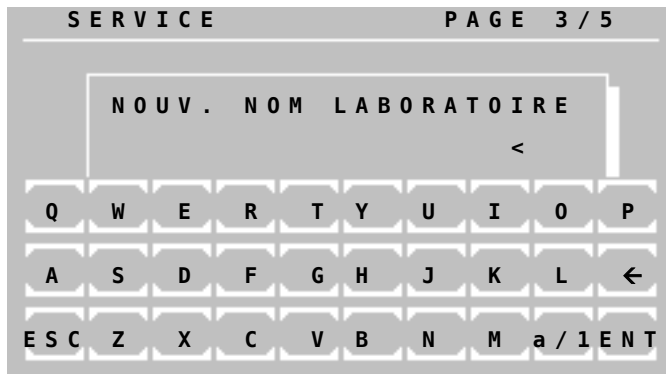 SERVICE PAGE 3/5
NOUV. NOM LABORATOIRE
<
Q W E R T Y U I O P
A S D F G H J K L ←
ESC Z X C V B N M a/1 ENT